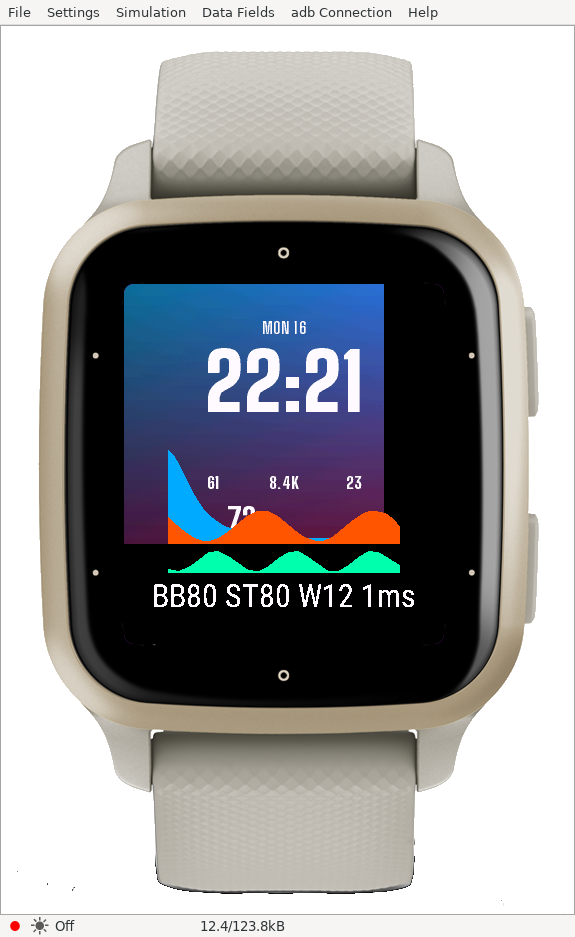 File Settings Simulation Data Fields adb Connection Help
MON 16
22:21
61 8.4K 23
BB80 ST80 W12 1ms
Off 12.4/123.8kB